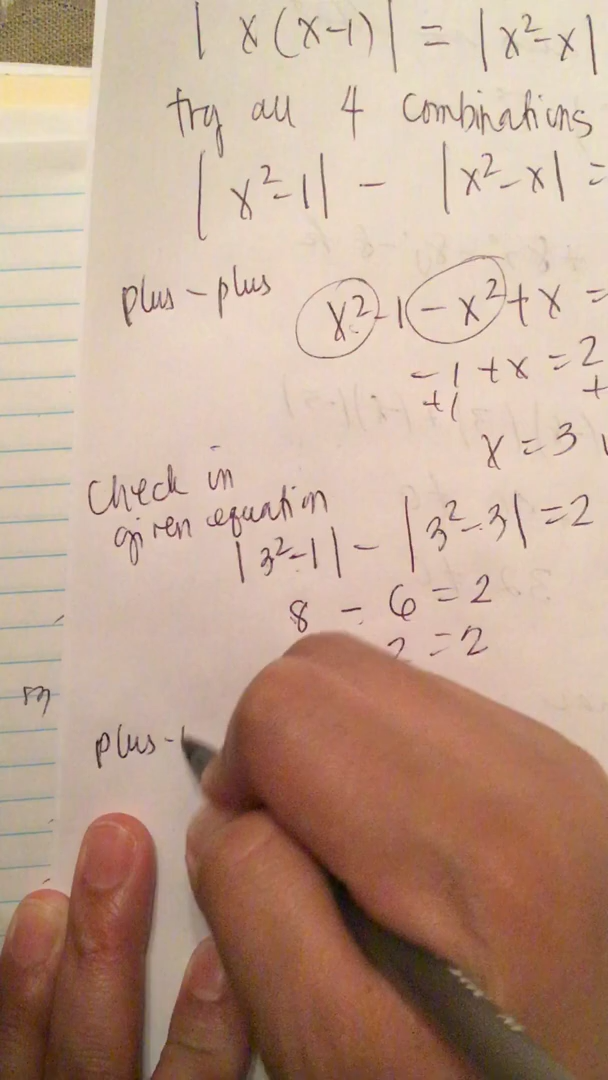 | x(x-1)| = |x²-x|
try all 4 combinations
|x²-1| - |x²-x| =
plus-plus x²-1-x²+x =
-1+x=2
+1 +
x=3
Check in
given equation
|3²-1| - |3²-3| =2
8 - 6 =2
2 =2
plus-